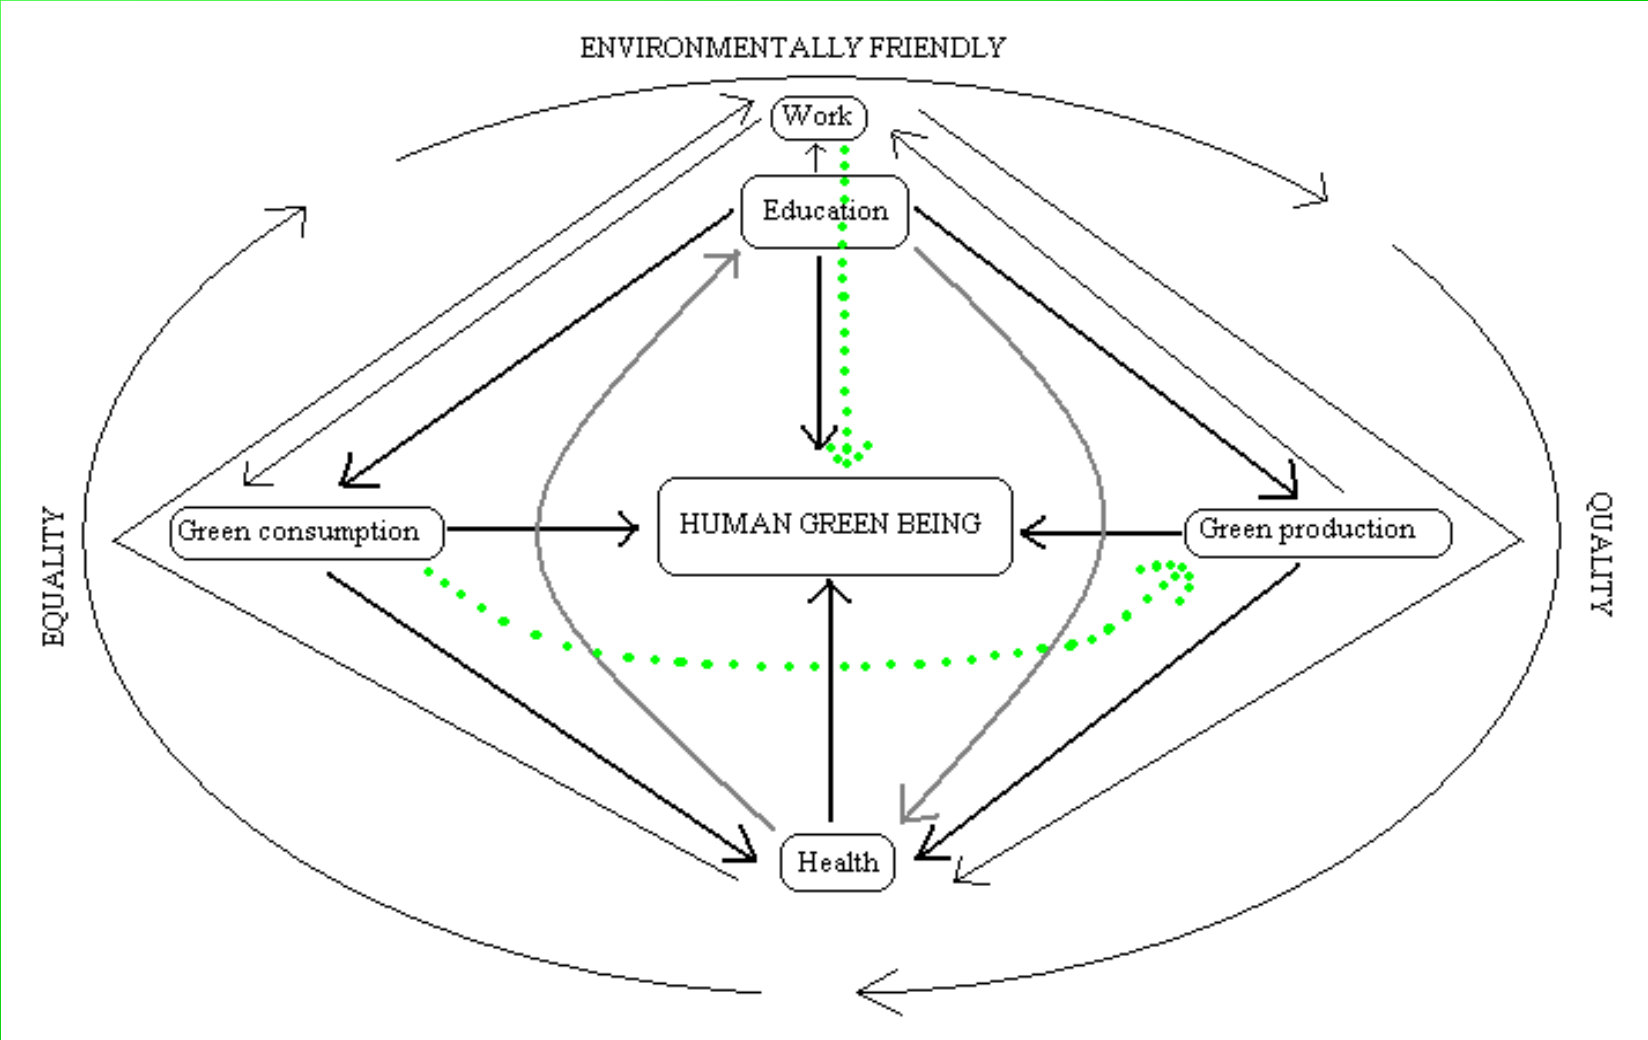 ENVIRONMENTALLY FRIENDLY
Work
Education
EQUALITY
Green consumption
HUMAN GREEN BEING
Green production
QUALITY
Health